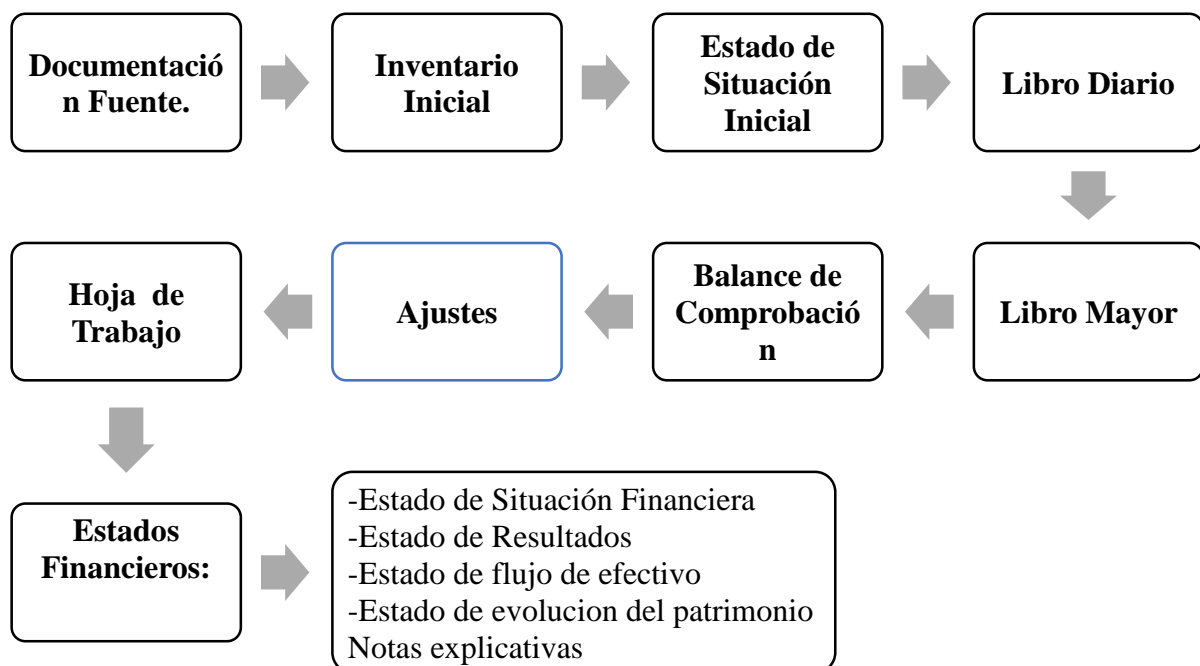 Documentació
n Fuente.
Inventario
Inicial
Estado de
Situación
Inicial
Libro Diario
Libro Mayor
Balance de
Comprobació
n
Ajustes
Hoja de
Trabajo
Estados
Financieros:
-Estado de Situación Financiera
-Estado de Resultados
-Estado de flujo de efectivo
-Estado de evolucion del patrimonio
Notas explicativas